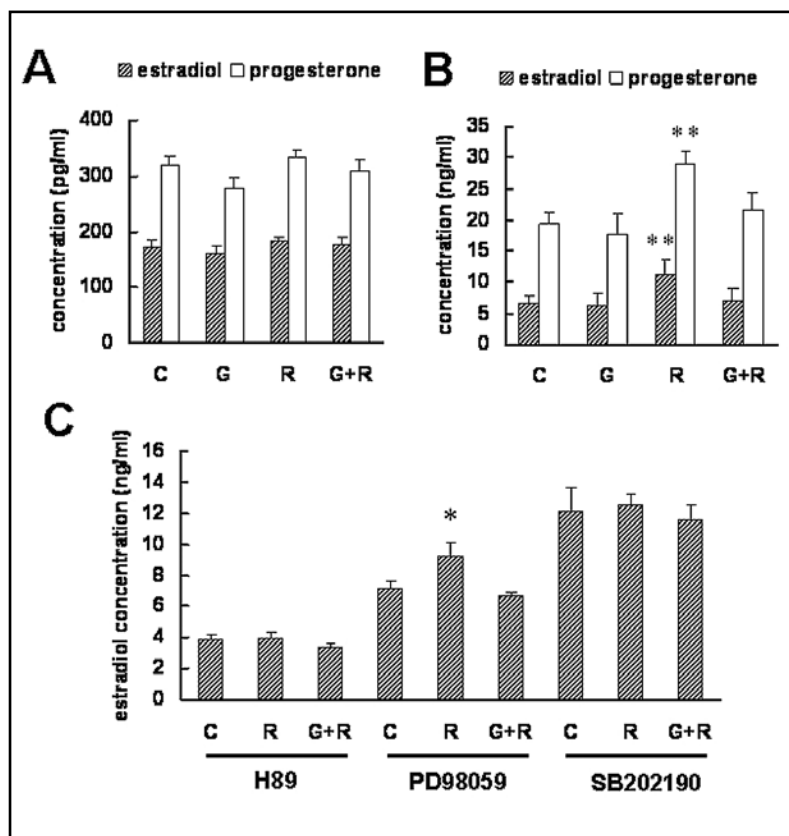 A
estradiol progesterone
concentration (pg/ml)
400
300
200
100
0
C G R G+R
B
estradiol progesterone
concentration (ng/ml)
35
30
25
20
15
10
5
0
** **
C G R G+R
C
estradiol concentration (ng/ml)
16
14
12
10
8
6
4
2
0
*
C R G+R C R G+R C R G+R
H89 PD98059 SB202190